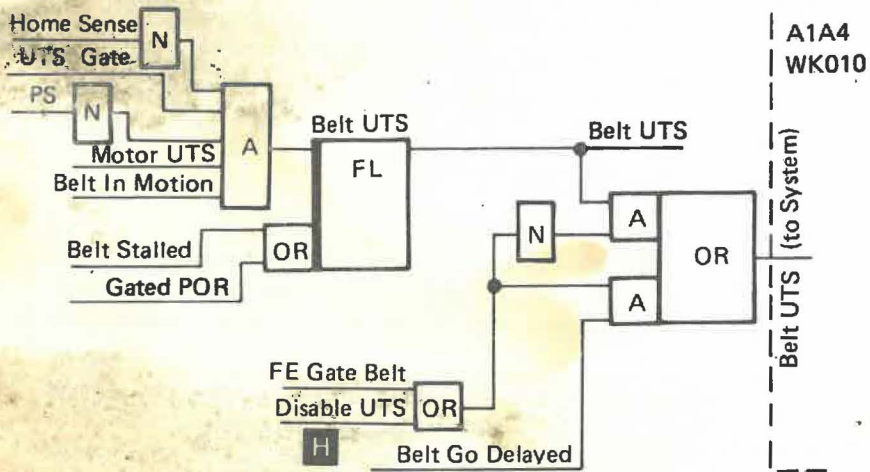 Home Sense
N
UTS Gate
PS
N
A
Motor UTS
Belt In Motion
Belt UTS
FL
Belt Stalled
OR
Gated POR
Belt UTS
A
N
OR
A
FE Gate Belt
Disable UTS
OR
H
Belt Go Delayed
A1A4
WK010
(to System)
Belt UTS